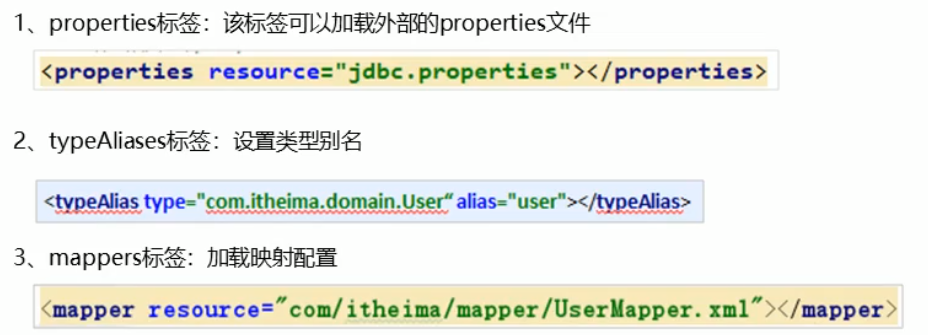 1、properties标签：该标签可以加载外部的properties文件
<properties resource="jdbc.properties"></properties>
2、typeAliases标签：设置类型别名
<typeAlias type="com.itheima.domain.User“ alias="user"></typeAlias>
3、mappers标签：加载映射配置
<mapper resource="com/itheima/mapper/UserMapper.xml"></mapper>